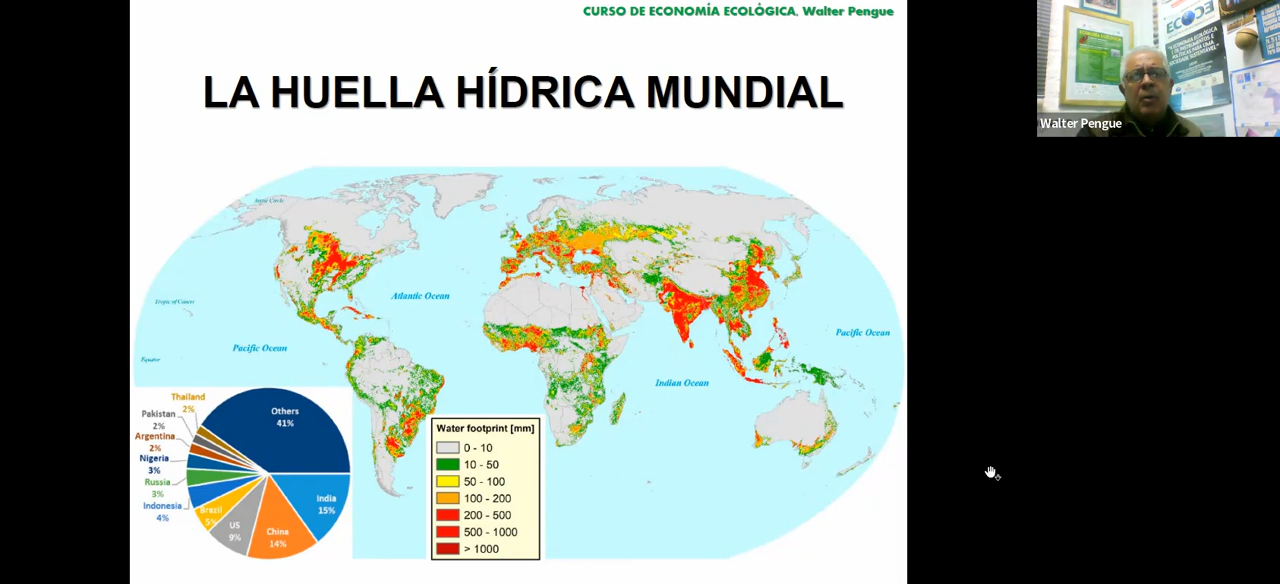 CURSO DE ECONOMÍA ECOLÓGICA. Walter Pengue
LA HUELLA HÍDRICA MUNDIAL
Arctic Circle
Tropic of Cancer
Atlantic Ocean
Pacific Ocean
Pacific Ocean
Equator
Indian Ocean
Others
41%
Thailand
2%
Pakistan
2%
Argentina
2%
Nigeria
3%
Russia
3%
Indonesia
4%
Brazil
5%
US
9%
China
14%
India
15%
Water footprint [mm]
0 - 10
10 - 50
50 - 100
100 - 200
200 - 500
500 - 1000
> 1000
ECOECO
Walter Pengue